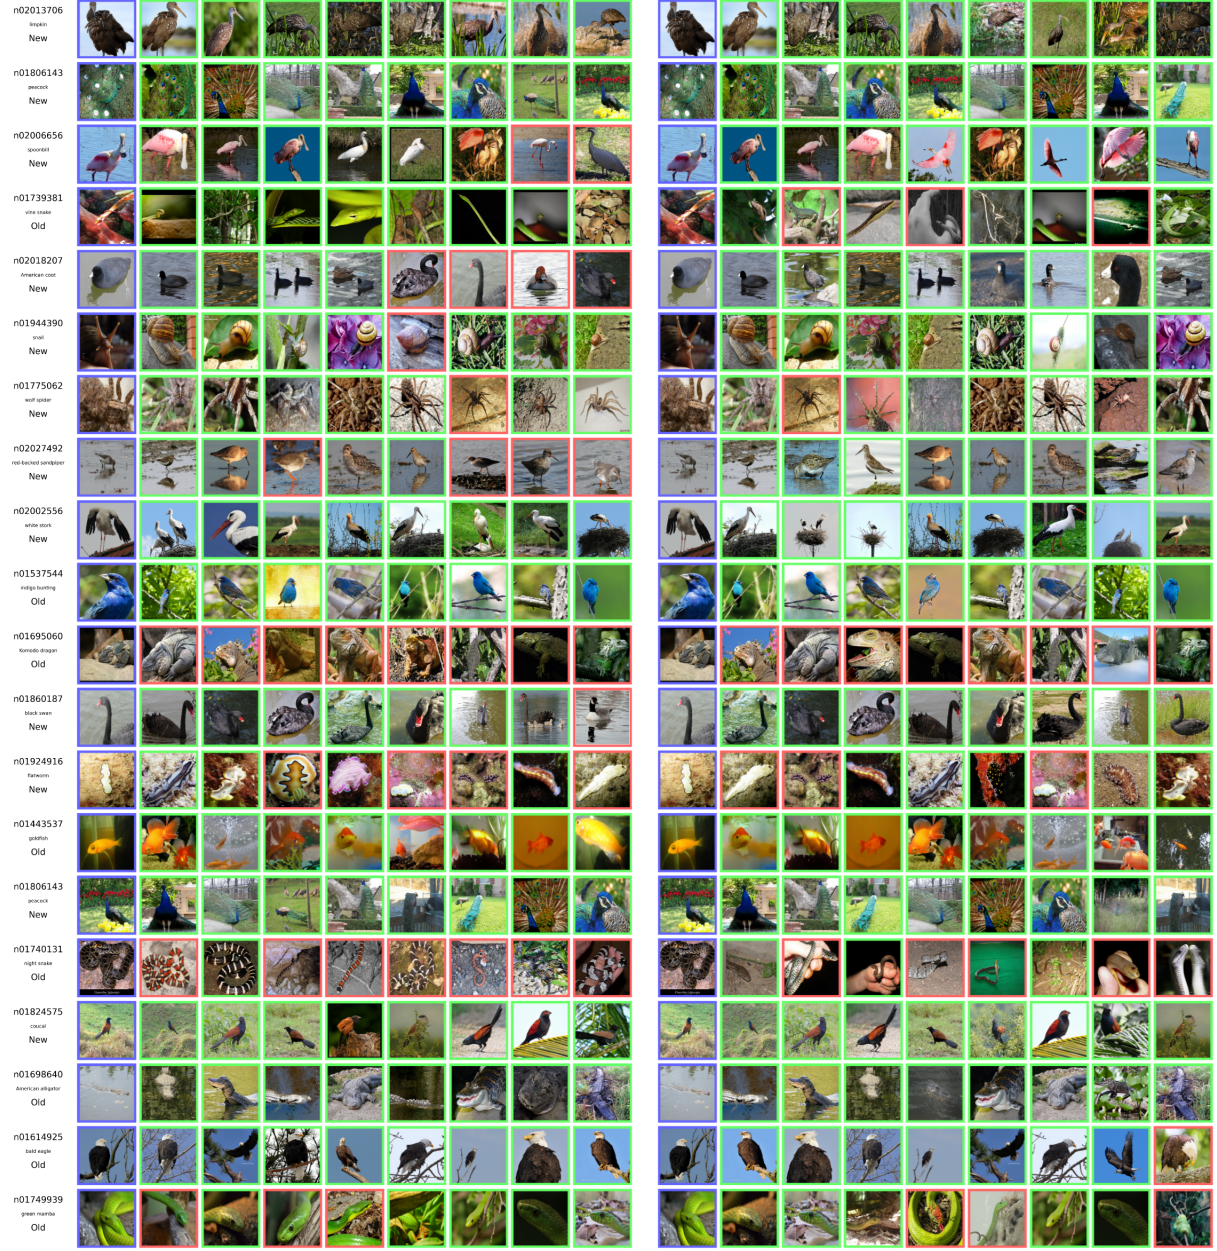 n02013706
limpkin
New
n01806143
peacock
New
n02006656
spoonbill
New
n01739381
vine snake
Old
n02018207
American coot
New
n01944390
snail
New
n01775062
wolf spider
New
n02027492
red-backed sandpiper
New
n02002556
white stork
New
n01537544
indigo bunting
Old
n01695060
Komodo dragon
Old
n01860187
black swan
New
n01924916
flatworm
New
n01443537
goldfish
Old
n01806143
peacock
New
n01740131
night snake
Old
n01824575
coucal
New
n01698640
American alligator
Old
n01614925
bald eagle
Old
n01749939
green mamba
Old